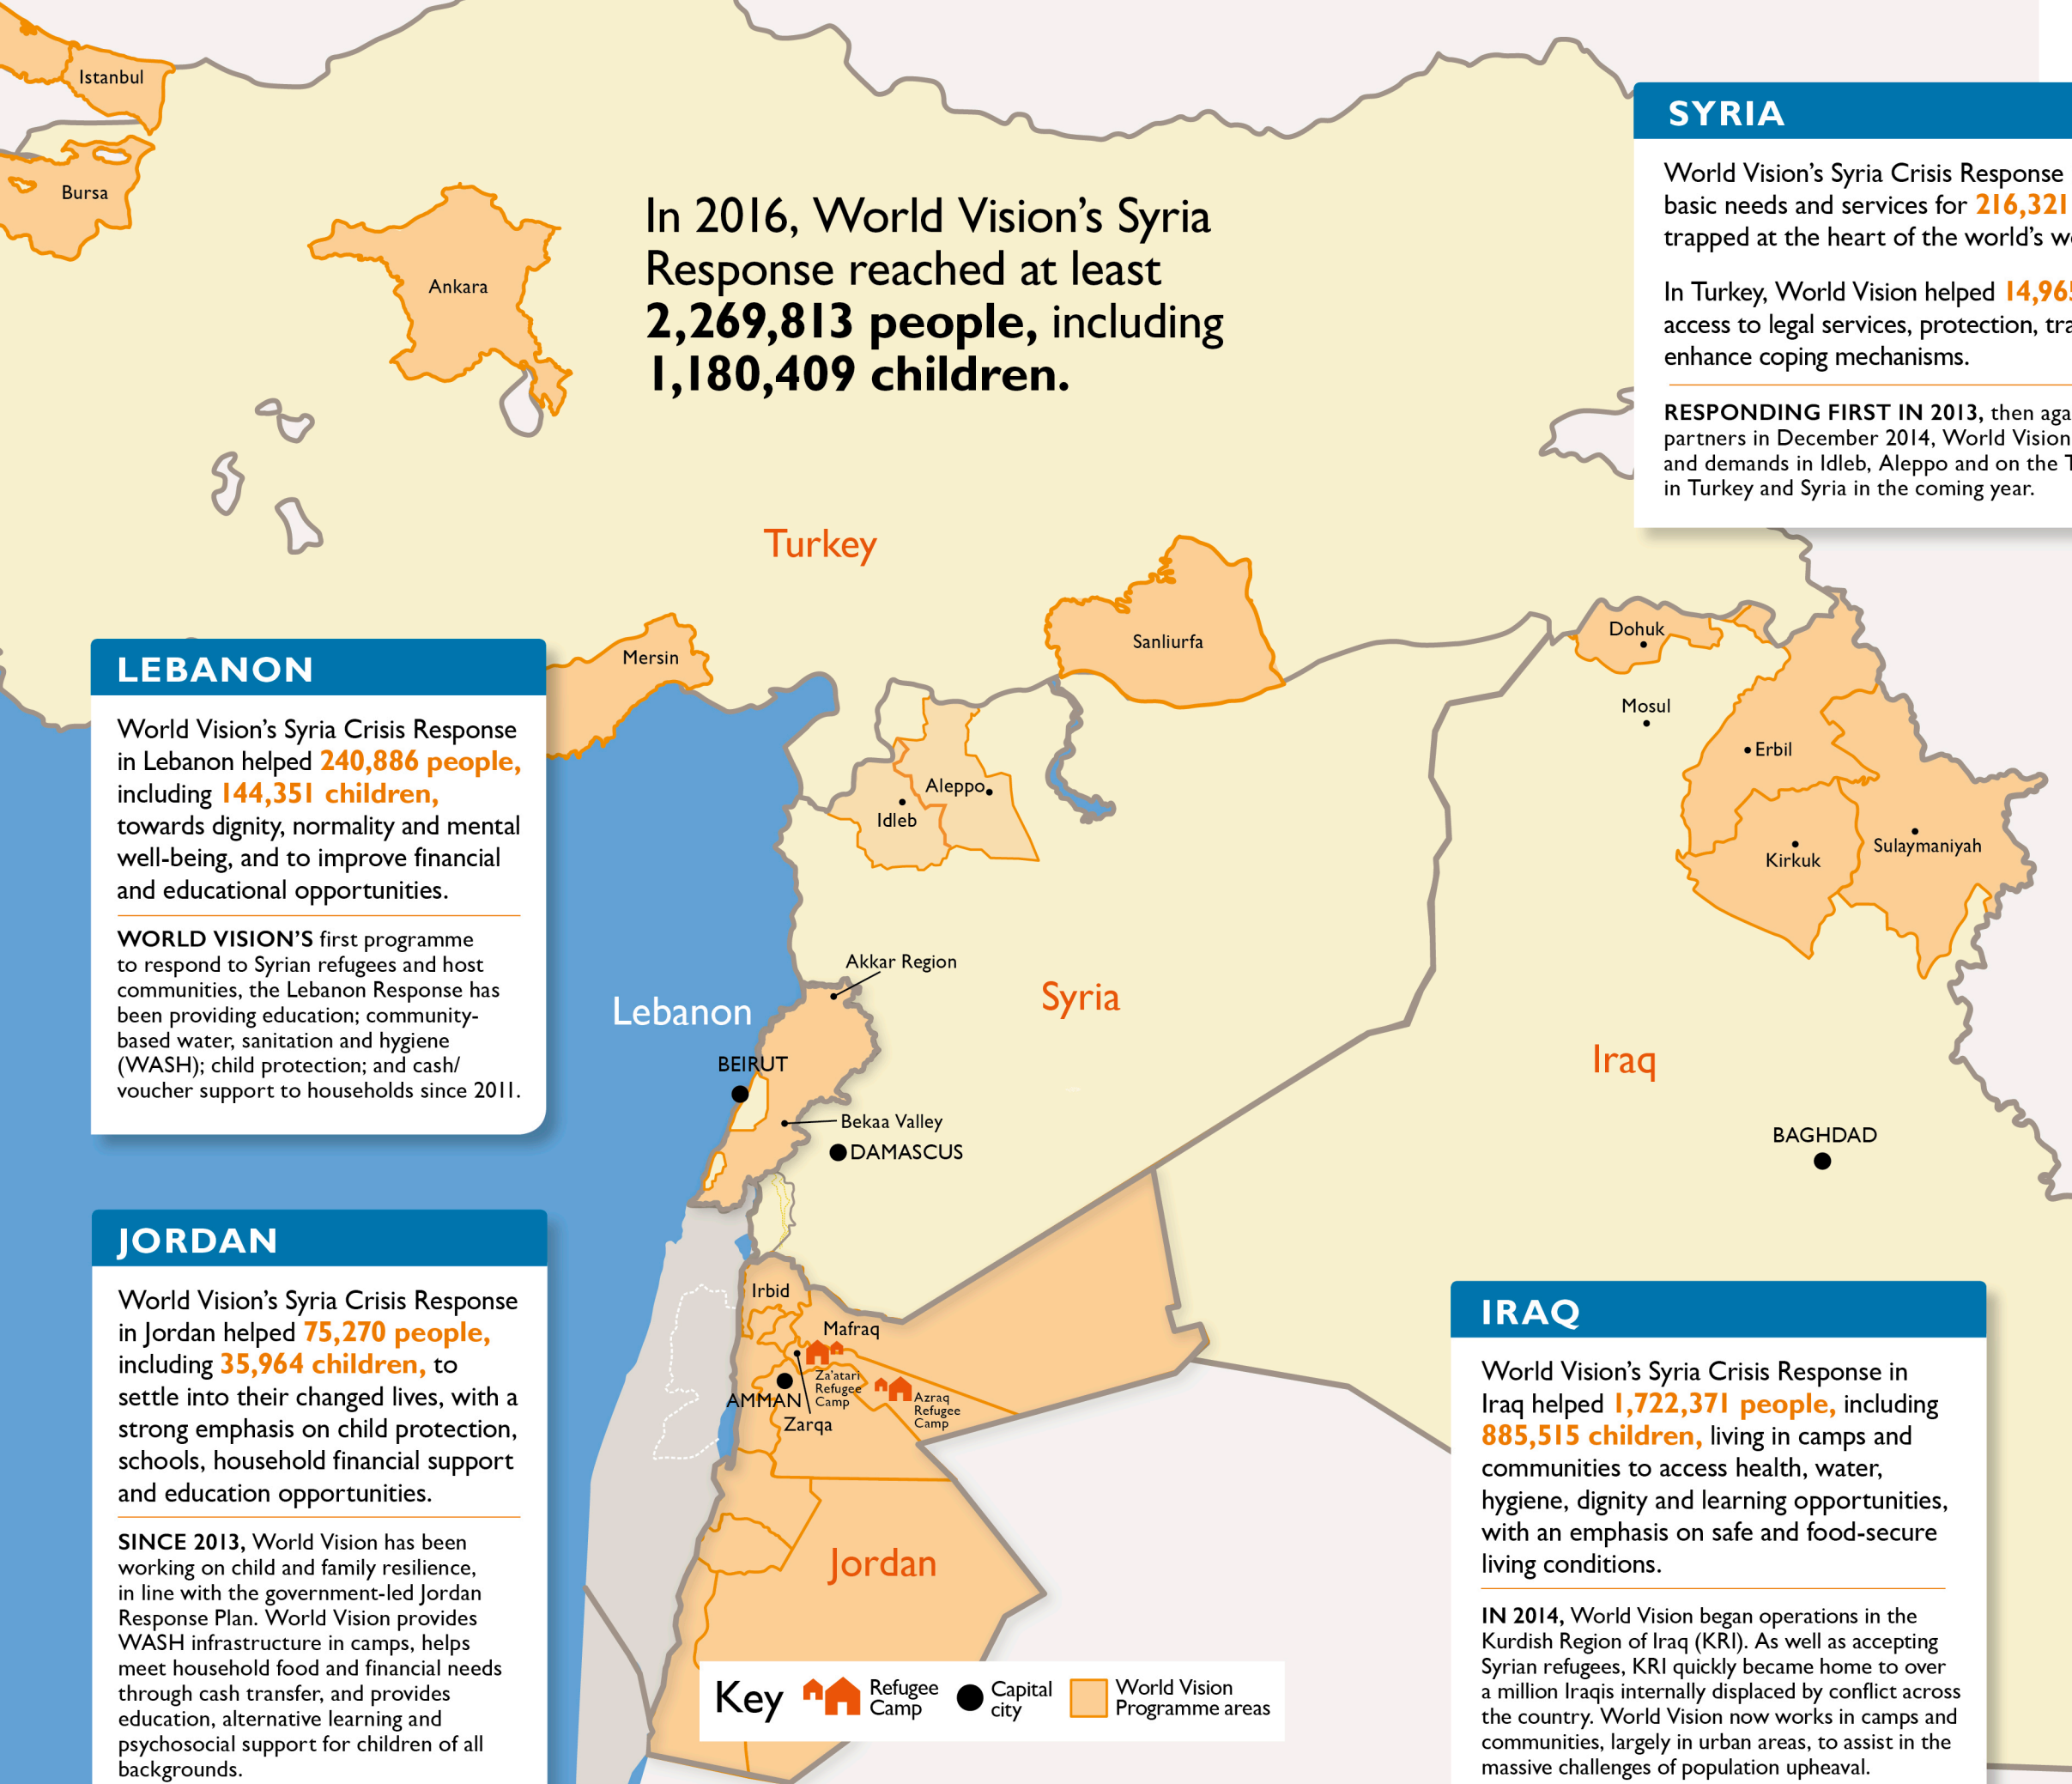 Istanbul
Bursa
Ankara
In 2016, World Vision’s Syria
Response reached at least
2,269,813 people, including
1,180,409 children.
SYRIA
World Vision’s Syria Crisis Response
basic needs and services for 216,321
trapped at the heart of the world’s
In Turkey, World Vision helped
access to legal services, protection,
enhance coping mechanisms.
RESPONDING FIRST IN 2013, then
partners in December 2014, World Vision
and demands in Idleb, Aleppo and on the
in Turkey and Syria in the coming year.
Turkey
Mersin
Sanliurfa
Dohuk
Mosul
Erbil
Kirkuk
Sulaymaniyah
Aleppo
Idleb
LEBANON
World Vision’s Syria Crisis Response
in Lebanon helped 240,886 people,
including 144,351 children,
towards dignity, normality and mental
well-being, and to improve financial
and educational opportunities.
WORLD VISION’S first programme
to respond to Syrian refugees and host
communities, the Lebanon Response has
been providing education; community-
based water, sanitation and hygiene
(WASH); child protection; and cash/
voucher support to households since 2011.
Akkar Region
Lebanon
Syria
BEIRUT
Bekaa Valley
DAMASCUS
Iraq
BAGHDAD
JORDAN
World Vision’s Syria Crisis Response
in Jordan helped 75,270 people,
including 35,964 children, to
settle into their changed lives, with a
strong emphasis on child protection,
schools, household financial support
and education opportunities.
SINCE 2013, World Vision has been
working on child and family resilience,
in line with the government-led Jordan
Response Plan. World Vision provides
WASH infrastructure in camps, helps
meet household food and financial needs
through cash transfer, and provides
education, alternative learning and
psychosocial support for children of all
backgrounds.
Irbid
Mafraq
Za’atari
Refugee
Camp
Azraq
Refugee
Camp
AMMAN
Zarqa
Jordan
IRAQ
World Vision’s Syria Crisis Response in
Iraq helped 1,722,371 people, including
885,515 children, living in camps and
communities to access health, water,
hygiene, dignity and learning opportunities,
with an emphasis on safe and food-secure
living conditions.
IN 2014, World Vision began operations in the
Kurdish Region of Iraq (KRI). As well as accepting
Syrian refugees, KRI quickly became home to over
a million Iraqis internally displaced by conflict across
the country. World Vision now works in camps and
communities, largely in urban areas, to assist in the
massive challenges of population upheaval.
Key
Refugee
Camp
Capital
city
World Vision
Programme areas